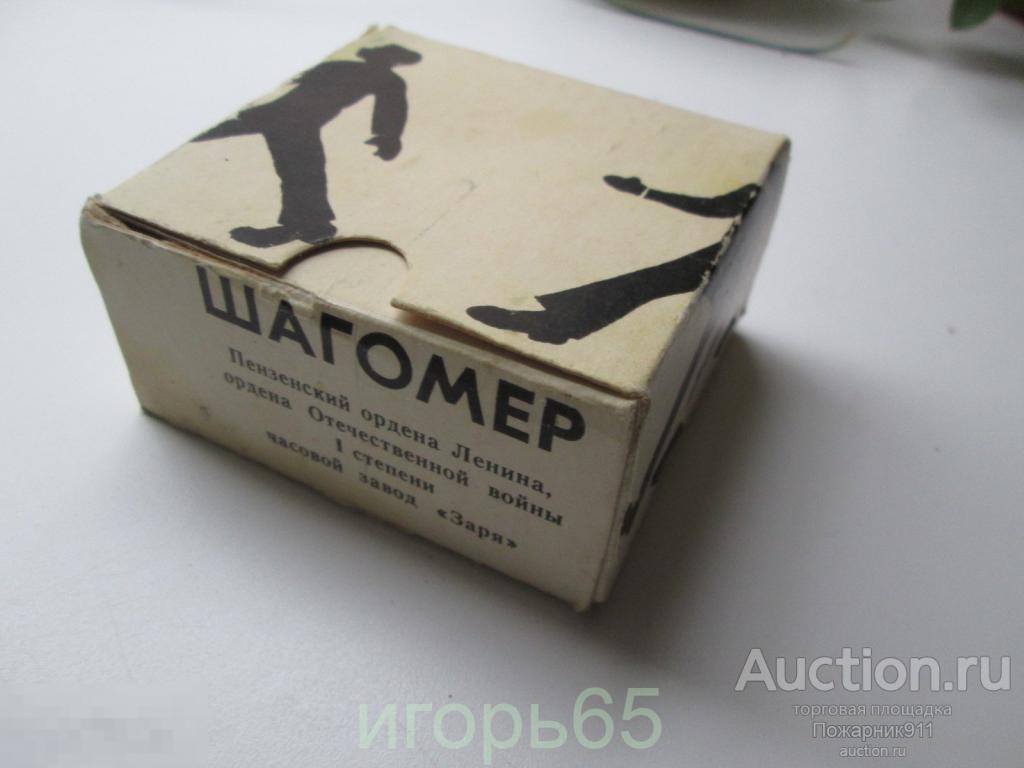 ШАГОМЕР
Пензенский ордена Ленина,
ордена Отечественной войны
I степени
часовой завод «Заря»
Auction.ru
торговая площадка
Пожарник911
auction.ru
игорь65